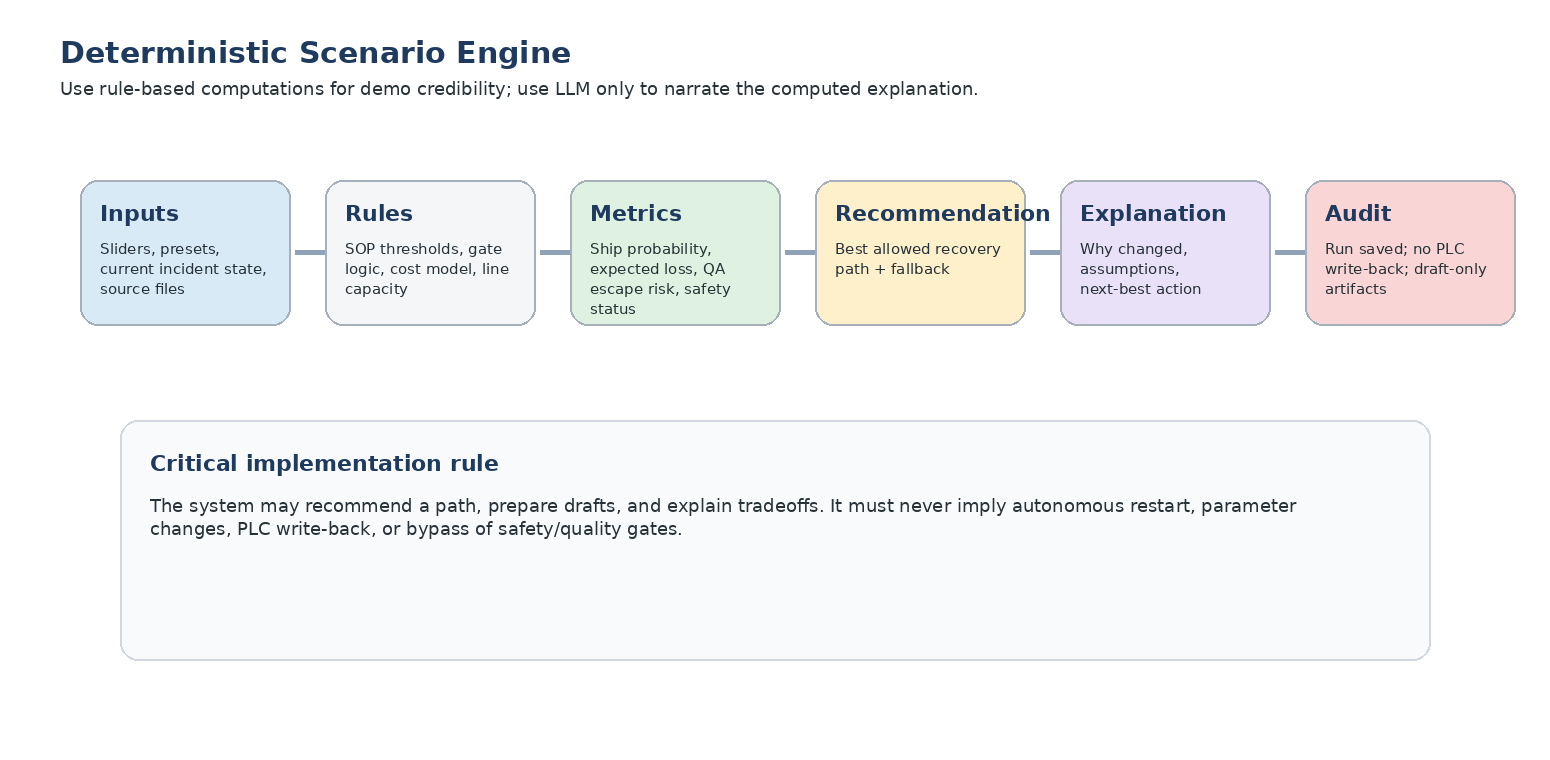 Deterministic Scenario Engine
Use rule-based computations for demo credibility; use LLM only to narrate the computed explanation.
Inputs
Sliders, presets,
current incident state,
source files
Rules
SOP thresholds, gate
logic, cost model, line
capacity
Metrics
Ship probability,
expected loss, QA
escape risk, safety
status
Recommendation
Best allowed recovery
path + fallback
Explanation
Why changed,
assumptions,
next-best action
Audit
Run saved; no PLC
write-back; draft-only
artifacts
Critical implementation rule
The system may recommend a path, prepare drafts, and explain tradeoffs. It must never imply autonomous restart, parameter
changes, PLC write-back, or bypass of safety/quality gates.